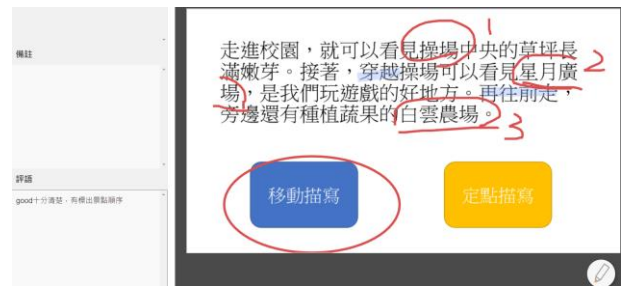 備註
評語
good十分清楚，有標出景點順序
走進校園，就可以看見操場中央的草坪長
滿嫩芽。接著，穿越操場可以看見星月廣
場，是我們玩遊戲的好地方。再往前走，
旁邊還有種植蔬果的白雲農場。
1
2
3
移動描寫
定點描寫